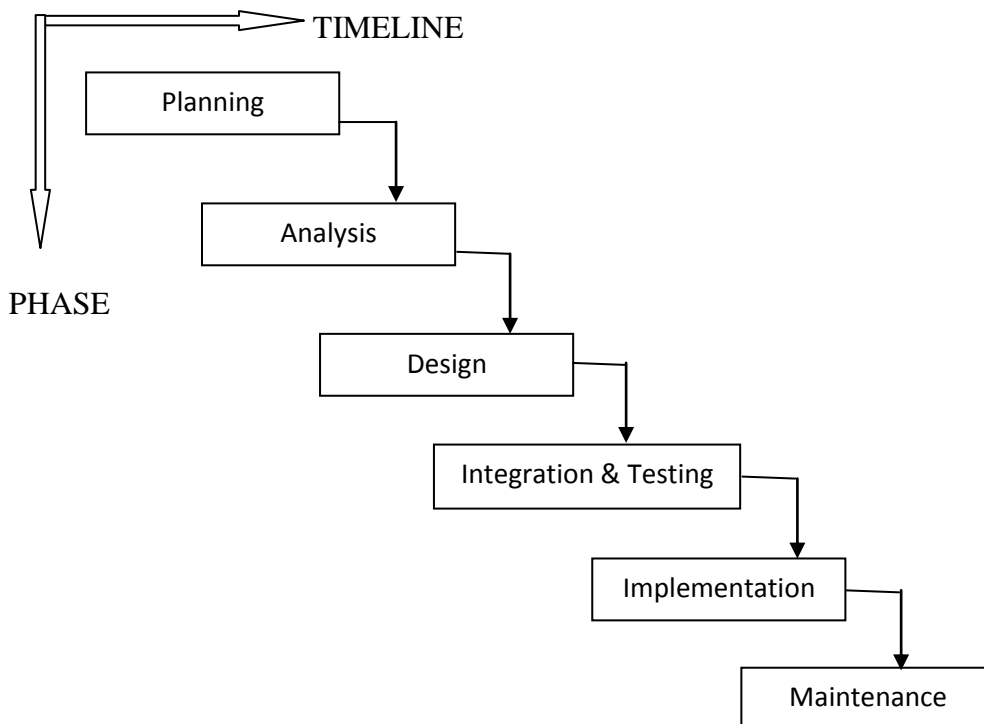 TIMELINE
Planning
Analysis
PHASE
Design
Integration & Testing
Implementation
Maintenance